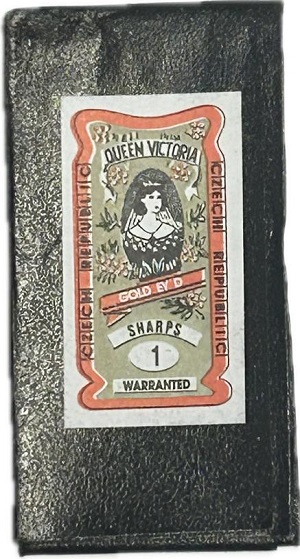 QUEEN VICTORIA
CZECH REPUBLIC
CZECH REPUBLIC
GOLD EY'D
SHARPS
1
WARRANTED